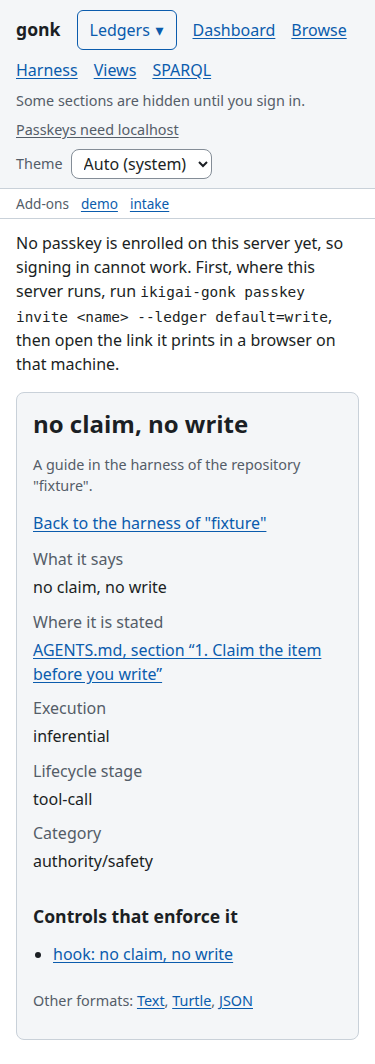 gonk Ledgers ▾ Dashboard Browse
Harness Views SPARQL
Some sections are hidden until you sign in.
Passkeys need localhost
Theme Auto (system)
Add-ons demo intake
No passkey is enrolled on this server yet, so
signing in cannot work. First, where this
server runs, run ikigai-gonk passkey
invite <name> --ledger default=write,
then open the link it prints in a browser on
that machine.
no claim, no write
A guide in the harness of the repository
"fixture".
Back to the harness of "fixture"
What it says
no claim, no write
Where it is stated
AGENTS.md, section “1. Claim the item
before you write”
Execution
inferential
Lifecycle stage
tool-call
Category
authority/safety
Controls that enforce it
• hook: no claim, no write
Other formats: Text, Turtle, JSON